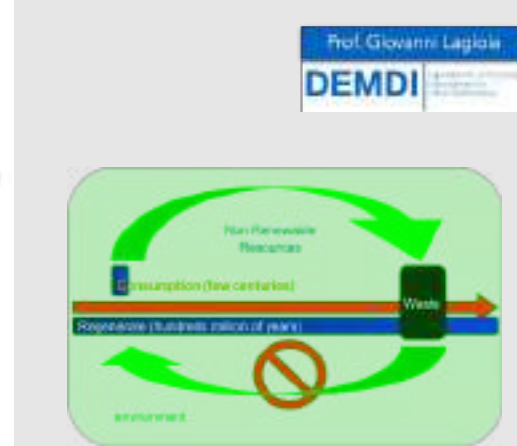 Prof. Giovanni Lagioia
DEMDI
Non Renewable
Resources
Consumption (few centuries)
Waste
Regenerate (hundreds million of years)
environment